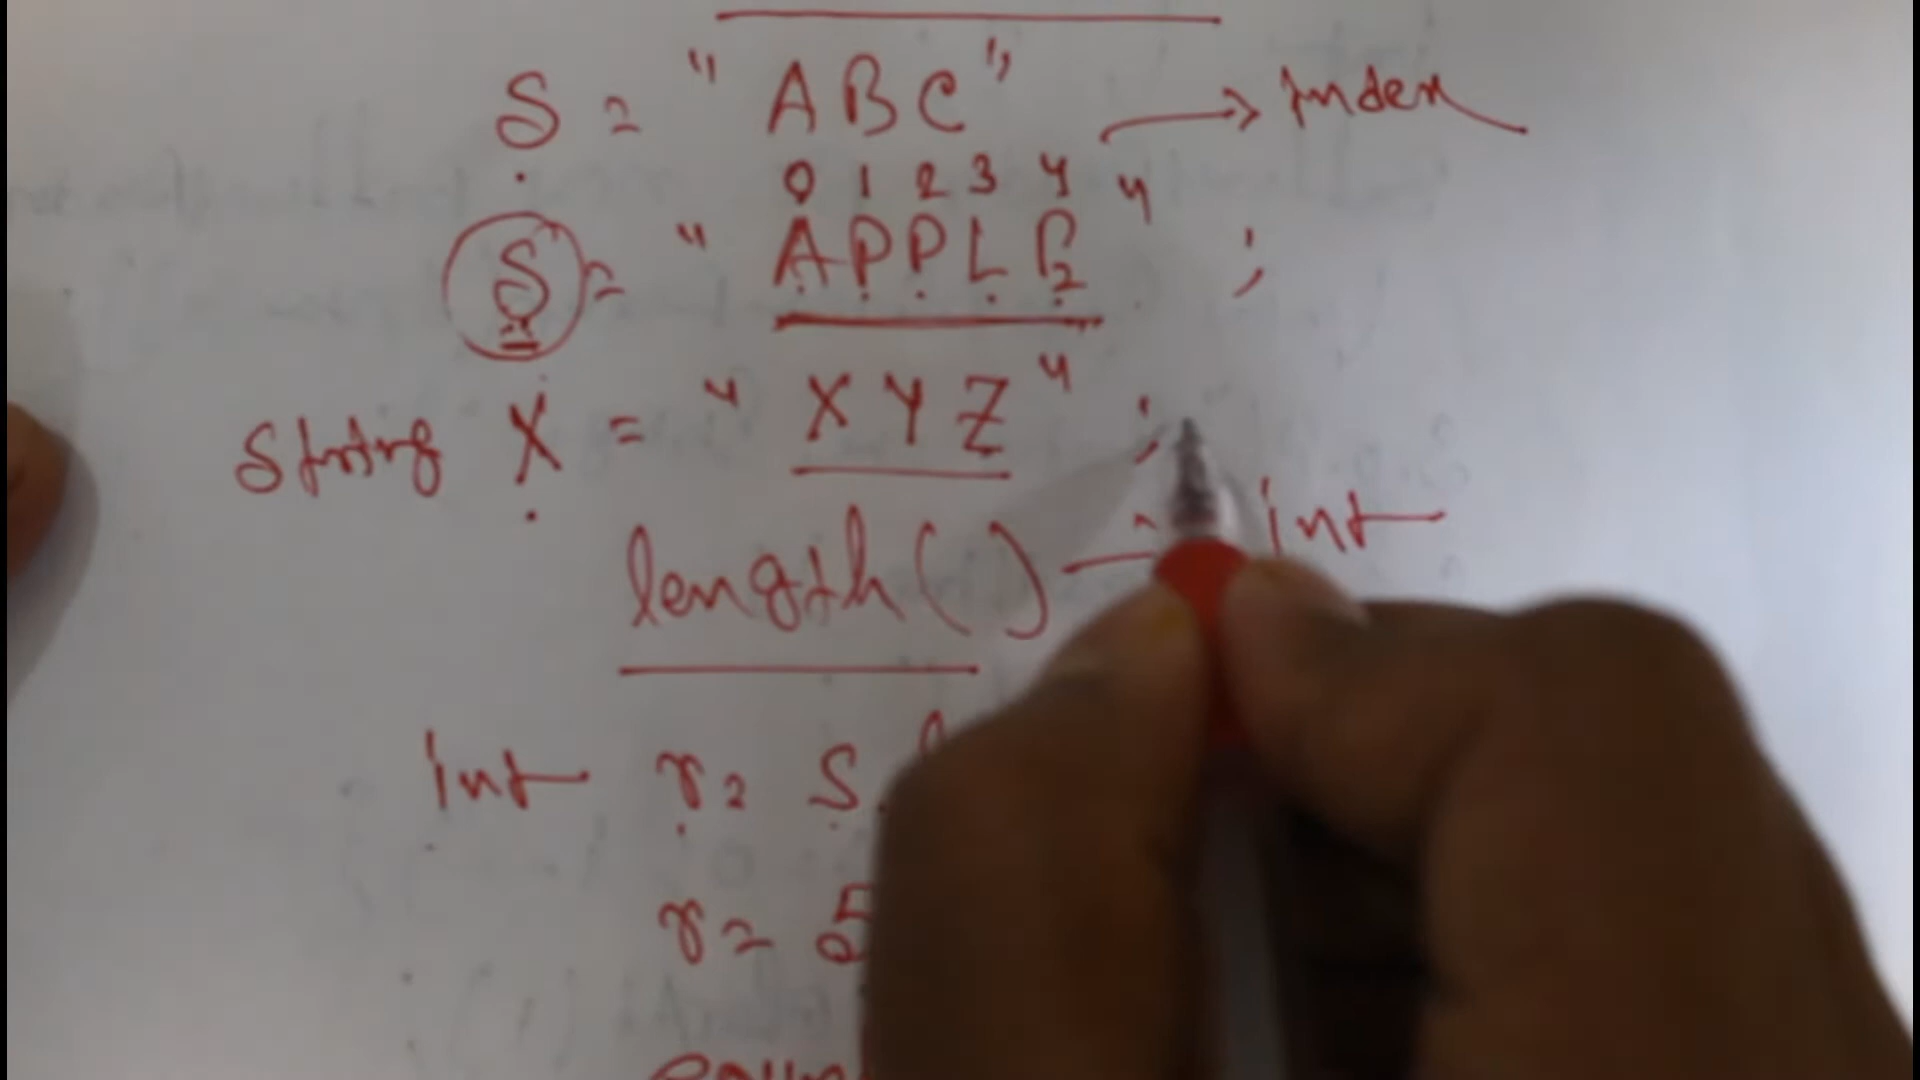 S = "ABC"
→ Index
0 1 2 3 4
S = "APPLE" ;
String X = "XYZ" ;
length() — int
int r = S.
r = 5